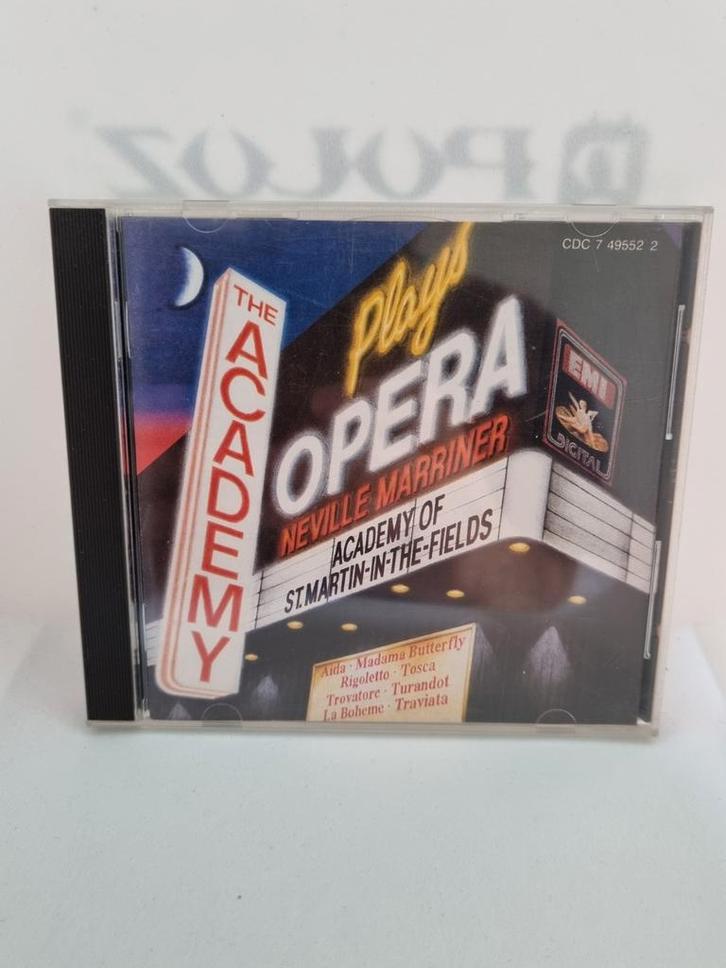 POLOZ
CDC 7 49552 2
THE
ACADEMY
Plays
OPERA
NEVILLE MARRINER
ACADEMY OF
ST.MARTIN-IN-THE-FIELDS
EMI
DIGITAL
Aida · Madama Butterfly
Rigoletto · Tosca
Trovatore · Turandot
La Boheme · Traviata